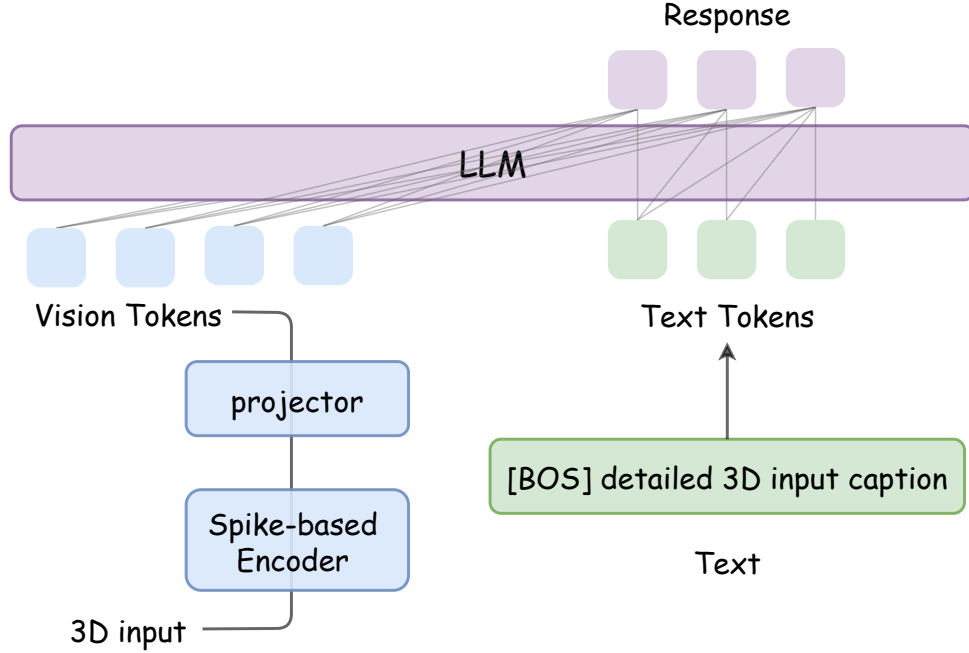 Response
LLM
Vision Tokens
Text Tokens
projector
[BOS] detailed 3D input caption
Spike-based
Encoder
Text
3D input